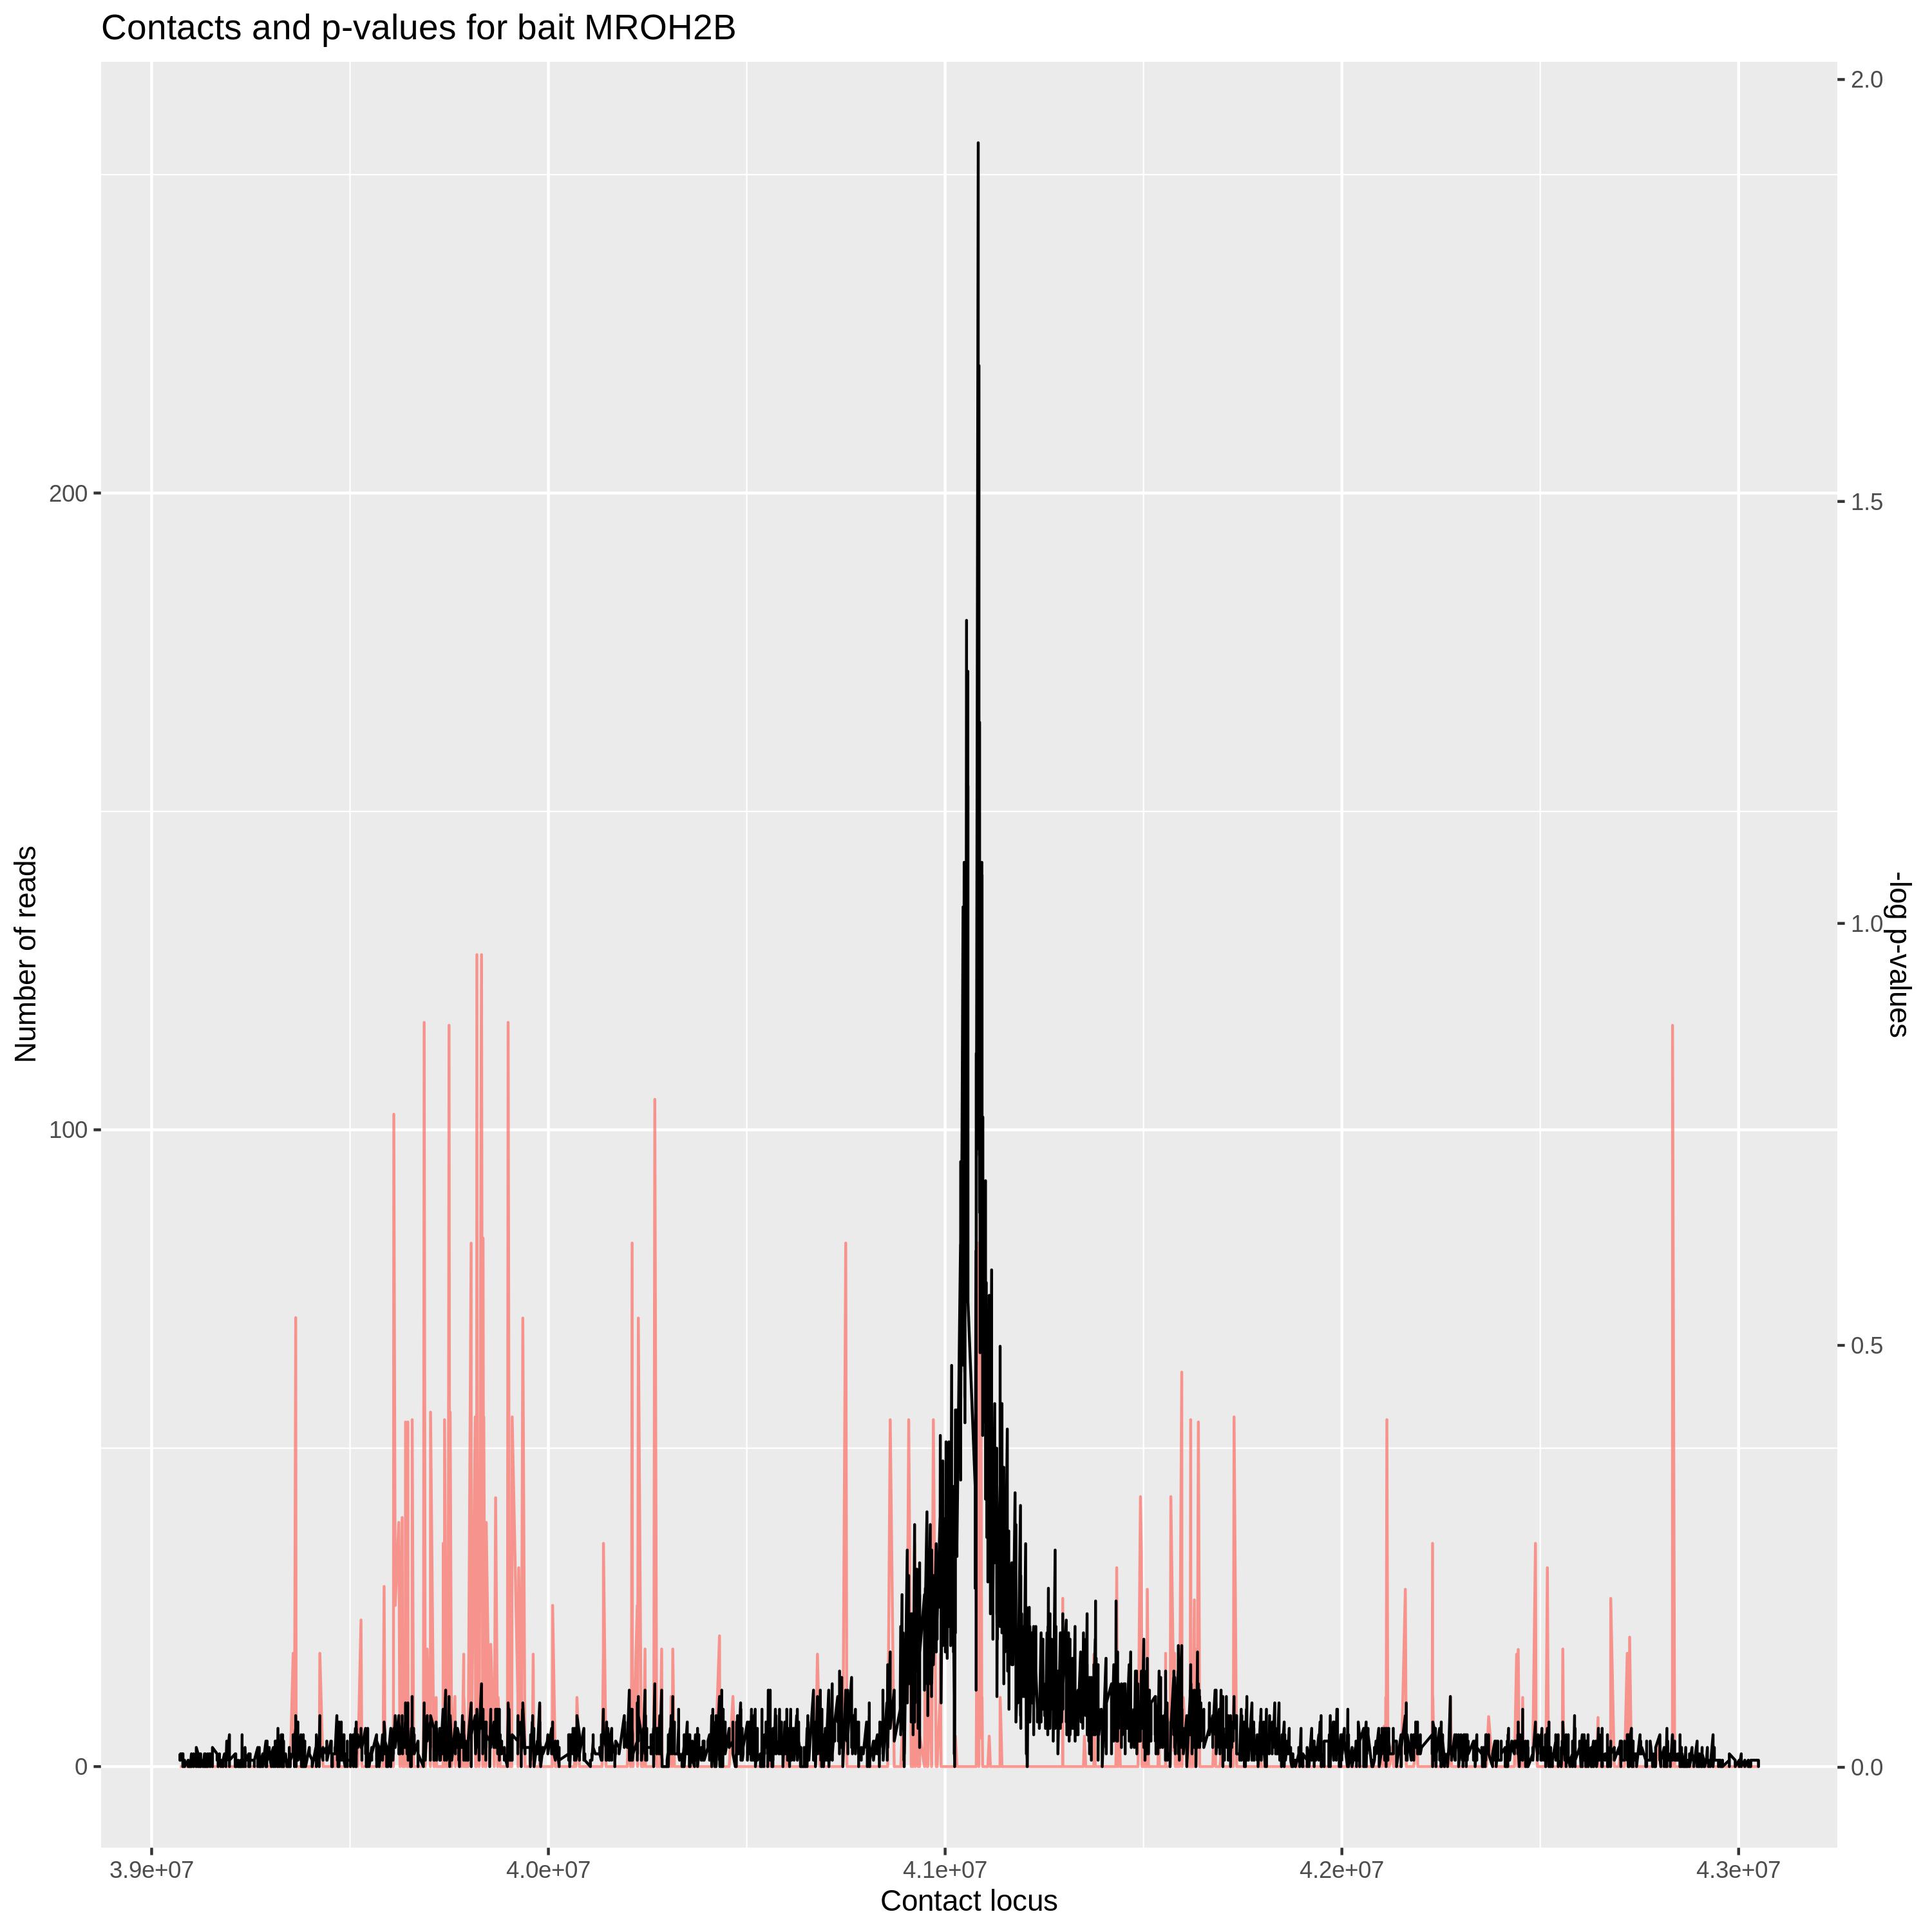 Contacts and p-values for bait MROH2B
Number of reads
200
100
0
2.0
1.5
1.0
0.5
0.0
-log p-values
3.9e+07 4.0e+07 4.1e+07 4.2e+07 4.3e+07
Contact locus